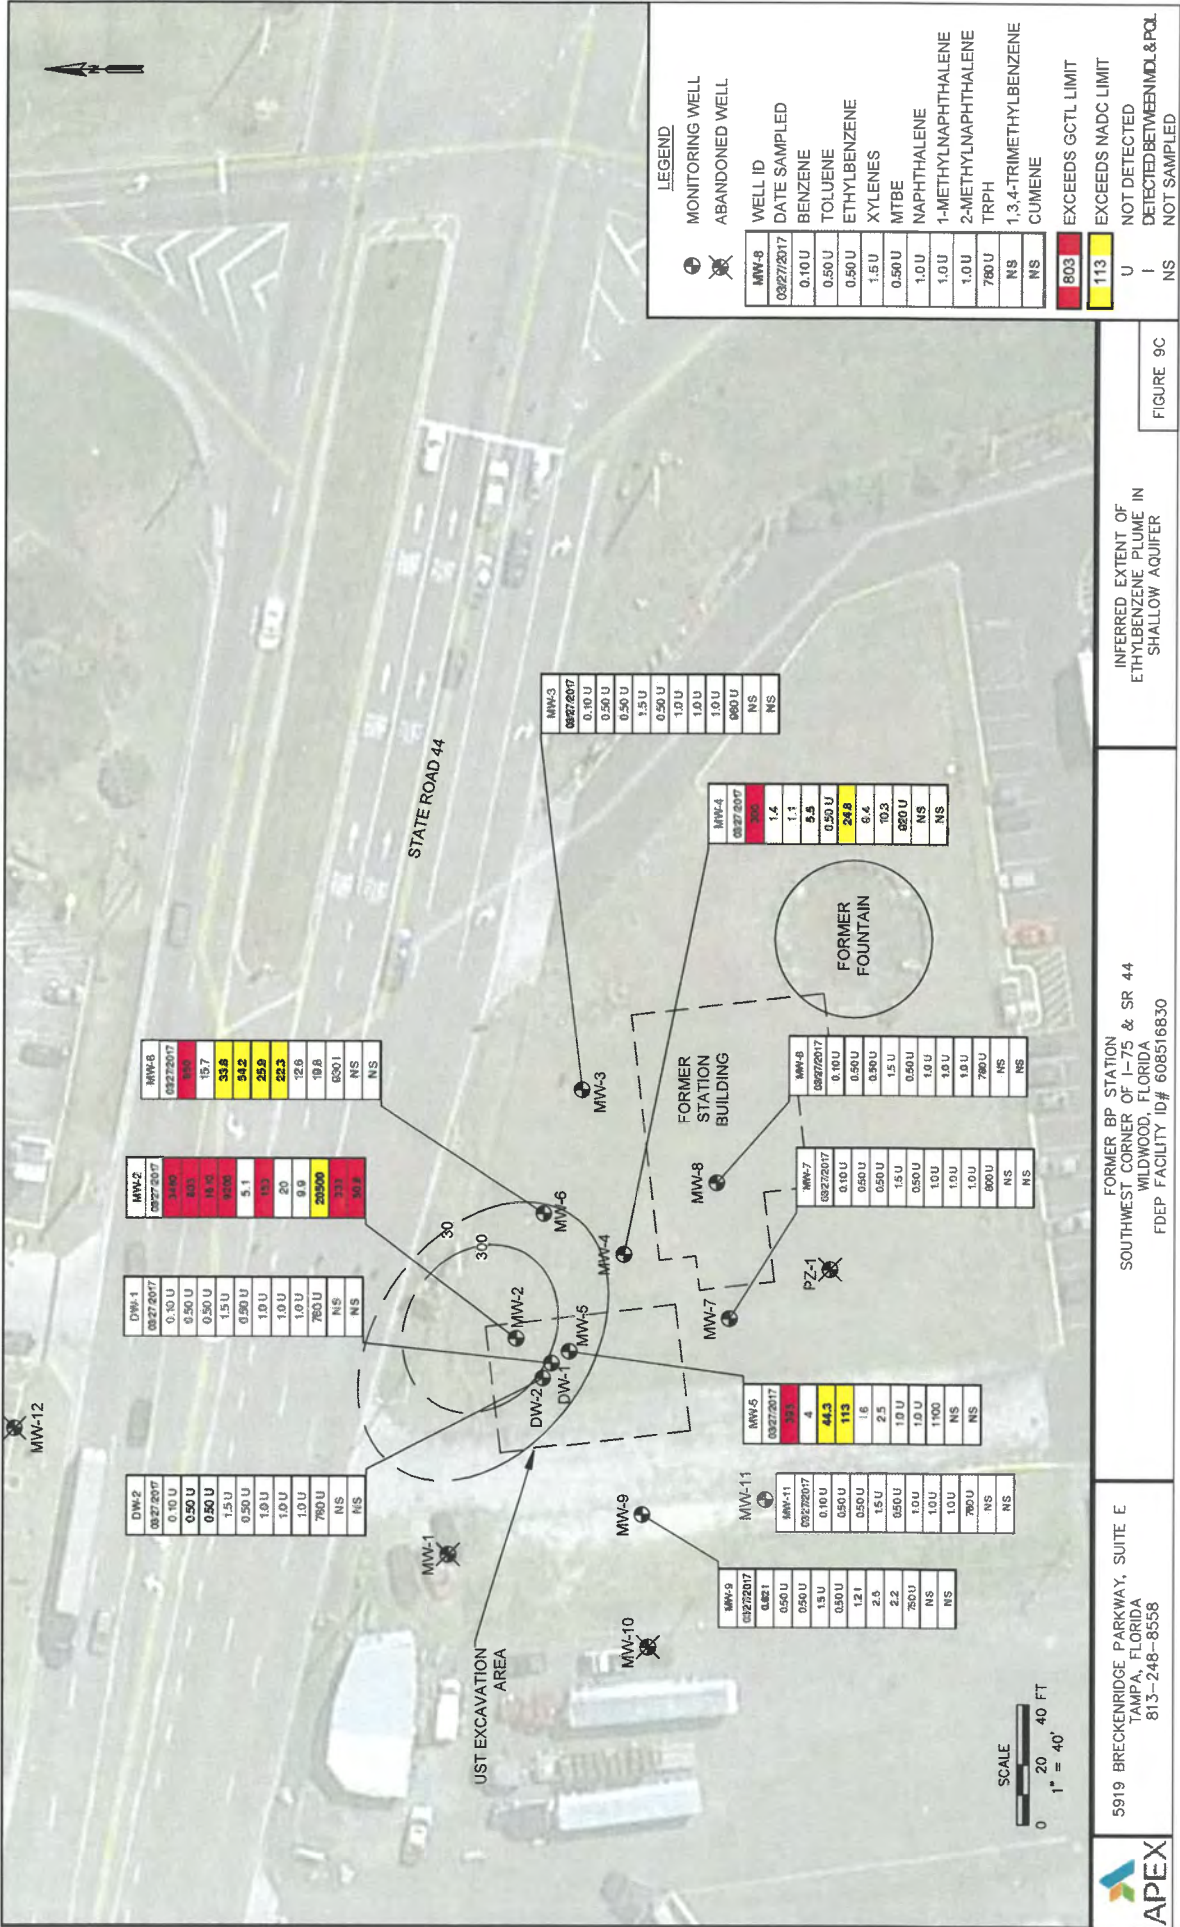 LEGEND
MONITORING WELL
ABANDONED WELL
MW-8 WELL ID
03/27/2017 DATE SAMPLED
0.10 U BENZENE
0.50 U TOLUENE
0.50 U ETHYLBENZENE
1.5 U XYLENES
0.50 U MTBE
1.0 U NAPHTHALENE
1.0 U 1-METHYLNAPHTHALENE
1.0 U 2-METHYLNAPHTHALENE
780 U TRPH
NS 1,3,4-TRIMETHYLBENZENE
NS CUMENE
803 EXCEEDS GCTL LIMIT
113 EXCEEDS NADC LIMIT
U NOT DETECTED
I DETECTED BETWEEN MDL & PQL
NS NOT SAMPLED
N
MW-12
DW-2
03/27/2017
0.10 U
0.50 U
0.50 U
1.5 U
0.50 U
1.0 U
1.0 U
1.0 U
760 U
NS
NS
DW-1
03/27/2017
0.10 U
0.50 U
0.50 U
1.5 U
0.50 U
1.0 U
1.0 U
1.0 U
760 U
NS
NS
MW-2
03/27/2017
3480
803
1610
9200
5.1
153
20
9.9
20500
MW-6
03/27/2017
15.7
33.8
54.2
25.9
22.3
12.6
19.8
930 I
NS
NS
STATE ROAD 44
MW-3
03/27/2017
0.10 U
0.50 U
0.50 U
1.5 U
0.50 U
1.0 U
1.0 U
1.0 U
980 U
NS
NS
MW-4
03/27/2017
1.4
1.1
5.5
0.50 U
24.8
10.3
920 U
NS
NS
30
300
MW-2
MW-6
MW-5
MW-4
MW-3
DW-2
DW-1
MW-1
UST EXCAVATION
AREA
MW-9
MW-10
MW-11
MW-7
MW-8
PZ-1
FORMER
STATION
BUILDING
FORMER
FOUNTAIN
MW-9
03/27/2017
0.50 U
0.50 U
1.5 U
0.50 U
1.2 I
2.5
2.2
750 U
NS
NS
MW-11
03/27/2017
0.10 U
0.50 U
0.50 U
1.5 U
0.50 U
1.0 U
1.0 U
1.0 U
780 U
NS
NS
MW-5
03/27/2017
4
44.3
113
1.6
2.5
1.0 U
1.0 U
1100
NS
NS
MW-7
03/27/2017
0.10 U
0.50 U
0.50 U
1.5 U
0.50 U
1.0 U
1.0 U
1.0 U
800 U
NS
NS
MW-8
03/27/2017
0.10 U
0.50 U
0.50 U
1.5 U
0.50 U
1.0 U
1.0 U
1.0 U
780 U
NS
NS
SCALE
0 20 40 FT
1" = 40'
APEX
5919 BRECKENRIDGE PARKWAY, SUITE E
TAMPA, FLORIDA
813-248-8558
FORMER BP STATION
SOUTHWEST CORNER OF I-75 & SR 44
WILDWOOD, FLORIDA
FDEP FACILITY ID# 608516830
INFERRED EXTENT OF
ETHYLBENZENE PLUME IN
SHALLOW AQUIFER
FIGURE 9C